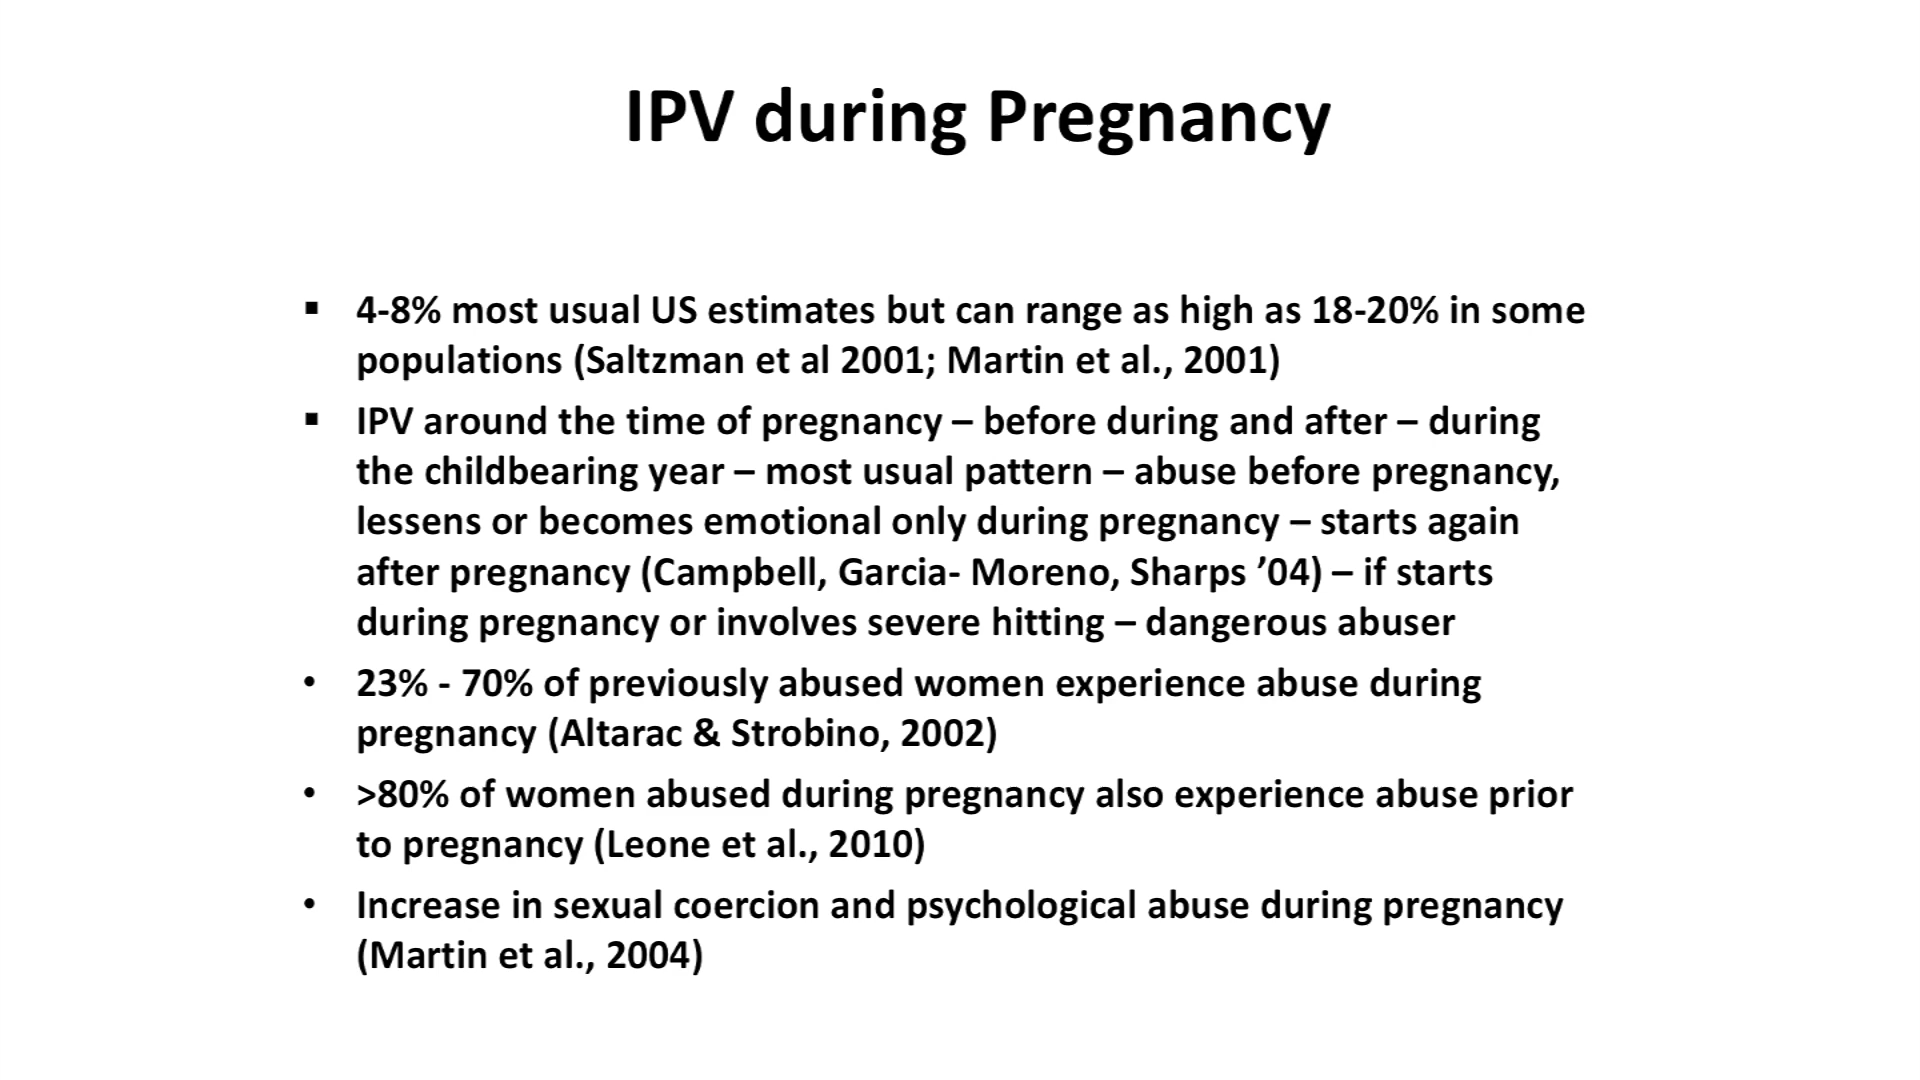 IPV during Pregnancy
▪ 4-8% most usual US estimates but can range as high as 18-20% in some
populations (Saltzman et al 2001; Martin et al., 2001)
▪ IPV around the time of pregnancy – before during and after – during
the childbearing year – most usual pattern – abuse before pregnancy,
lessens or becomes emotional only during pregnancy – starts again
after pregnancy (Campbell, Garcia- Moreno, Sharps ’04) – if starts
during pregnancy or involves severe hitting – dangerous abuser
• 23% - 70% of previously abused women experience abuse during
pregnancy (Altarac & Strobino, 2002)
• >80% of women abused during pregnancy also experience abuse prior
to pregnancy (Leone et al., 2010)
• Increase in sexual coercion and psychological abuse during pregnancy
(Martin et al., 2004)